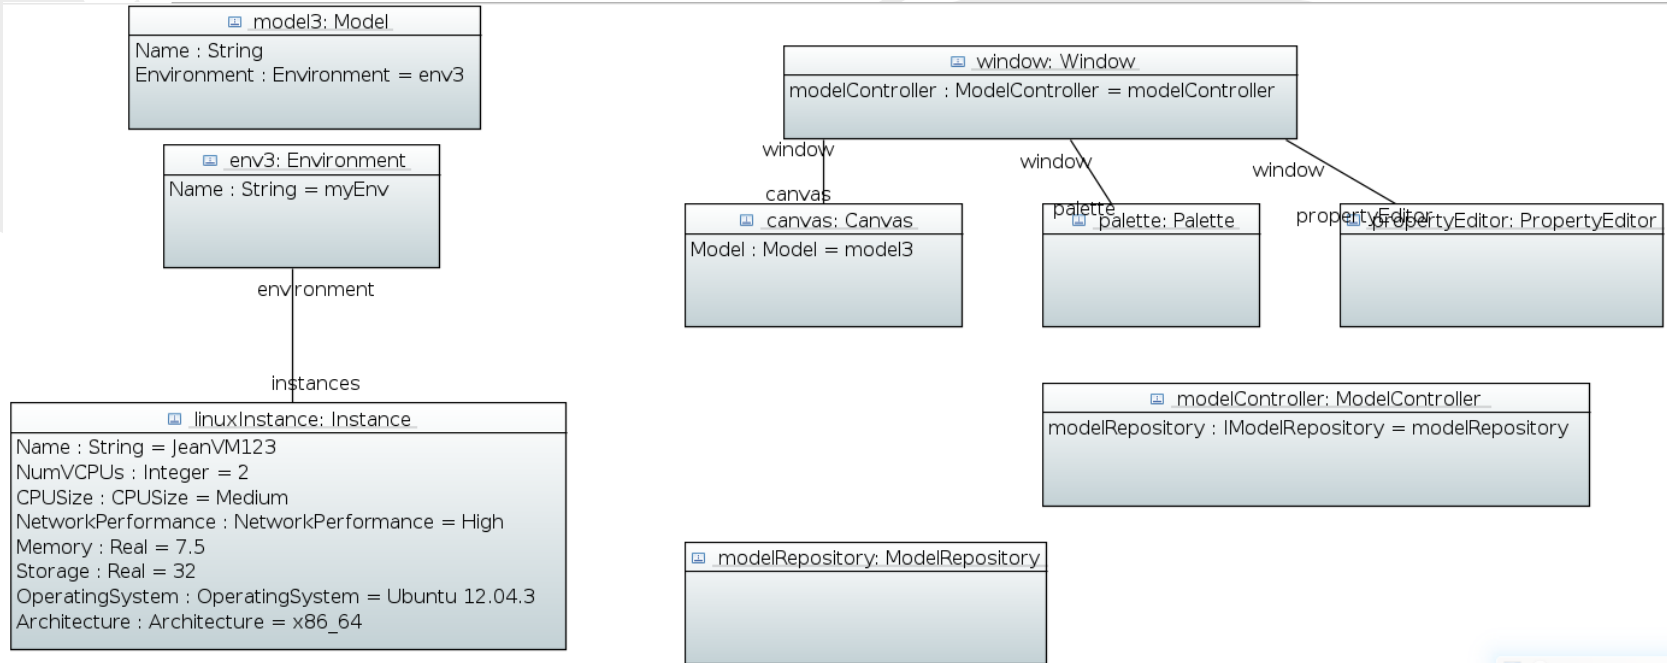 model3: Model
Name : String
Environment : Environment = env3
env3: Environment
Name : String = myEnv
environment
instances
linuxInstance: Instance
Name : String = JeanVM123
NumVCPUs : Integer = 2
CPUSize : CPUSize = Medium
NetworkPerformance : NetworkPerformance = High
Memory : Real = 7.5
Storage : Real = 32
OperatingSystem : OperatingSystem = Ubuntu 12.04.3
Architecture : Architecture = x86_64
window: Window
modelController : ModelController = modelController
window
window
window
canvas
palette
propertyEditor
canvas: Canvas
Model : Model = model3
palette: Palette
propertyEditor: PropertyEditor
modelController: ModelController
modelRepository : IModelRepository = modelRepository
modelRepository: ModelRepository